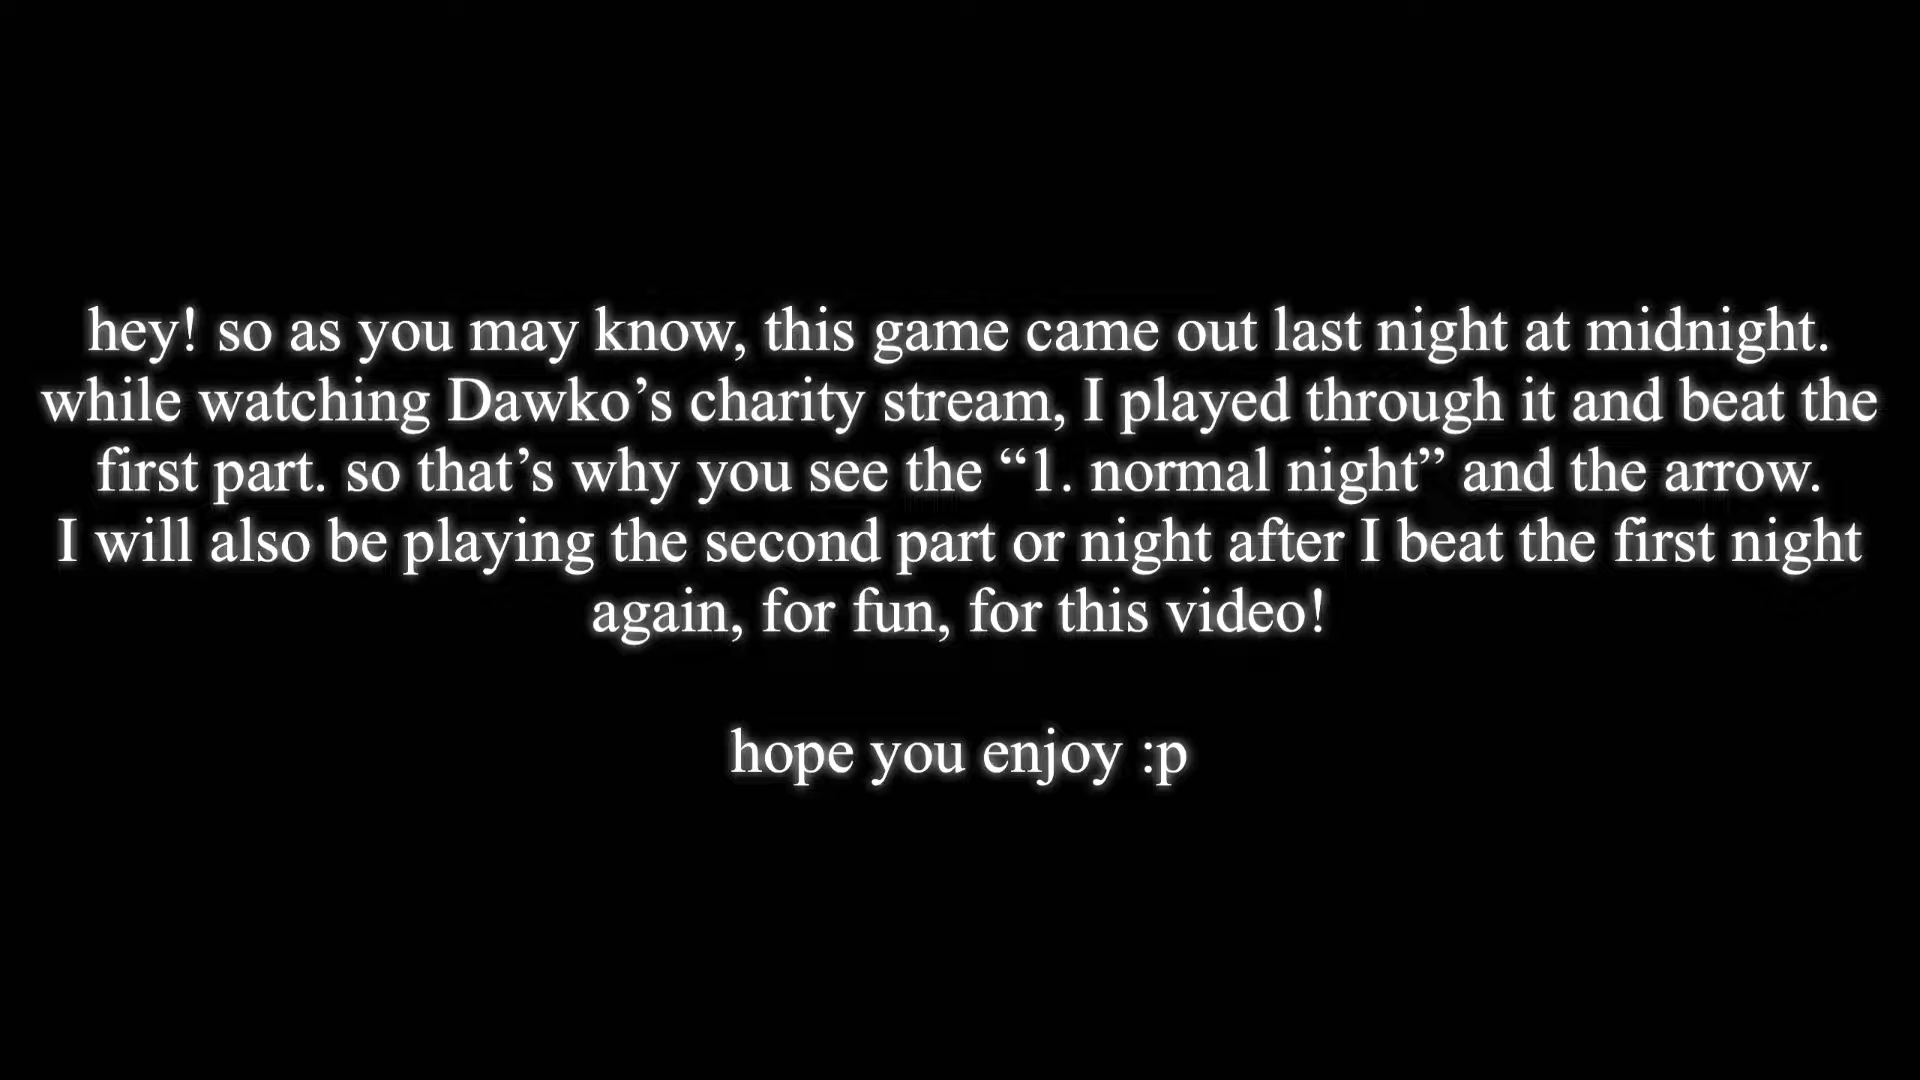 hey! so as you may know, this game came out last night at midnight.
while watching Dawko’s charity stream, I played through it and beat the
first part. so that’s why you see the “1. normal night” and the arrow.
I will also be playing the second part or night after I beat the first night
again, for fun, for this video!
hope you enjoy :p